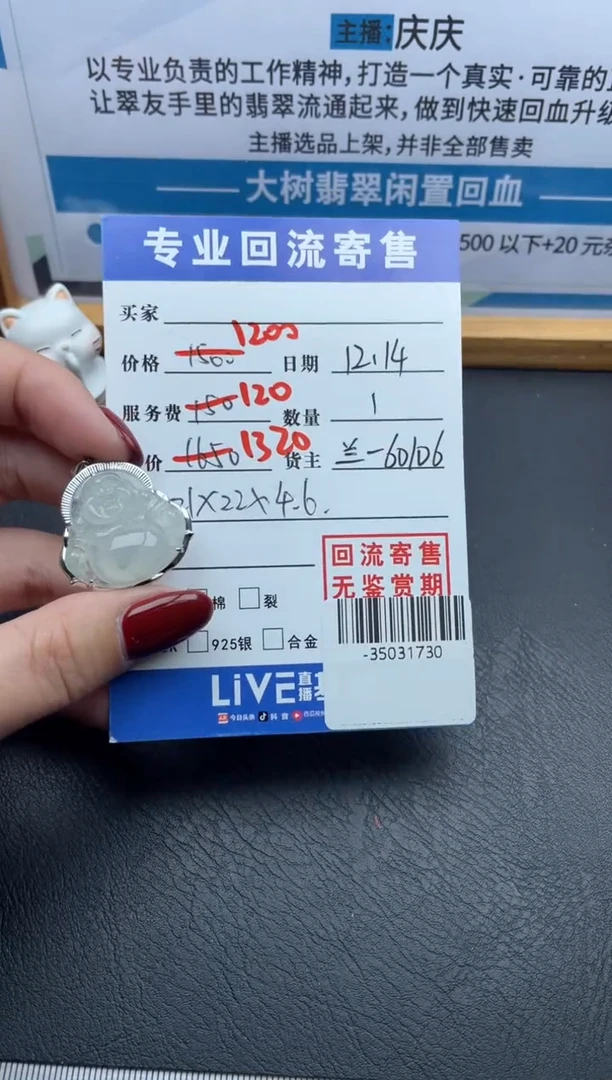 主播:庆庆
以专业负责的工作精神,打造一个真实·可靠的
让翠友手里的翡翠流通起来,做到快速回血升级
主播选品上架,并非全部售卖
大树翡翠闲置回血
500以下+20元
专业回流寄售
买家
价格 1500 1200 日期 12.14
服务费 150 120 数量 1
价 1650 1320 货主 兰-60106
21X22X4.6.
回流寄售
无鉴赏期
棉 裂
925银 合金
-35031730
LiVE 直播
今日头条 抖音